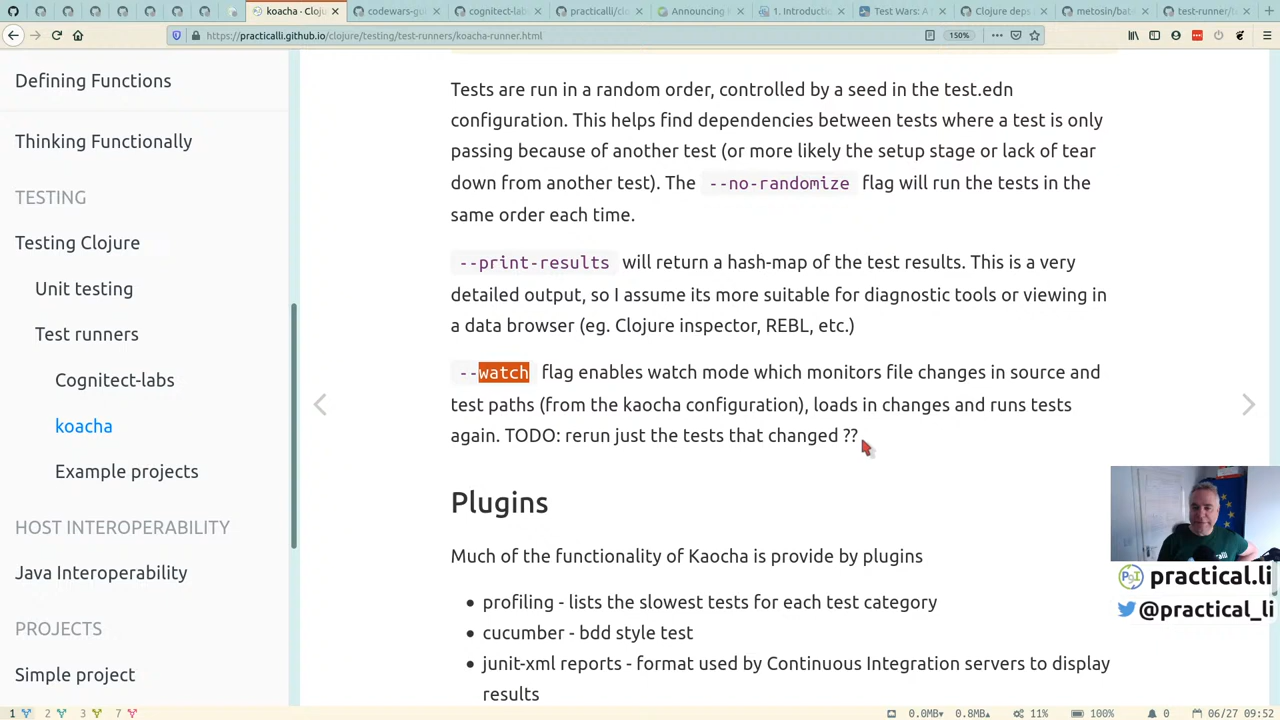 koacha - Cloju
codewars-gui
cognitect-lab
practicalli/clo
Announcing
1. Introductio
Test Wars: A
Clojure deps
metosin/bat
test-runner/t
https://practicalli.github.io/clojure/testing/test-runners/koacha-runner.html
150%
Defining Functions
Thinking Functionally
TESTING
Testing Clojure
Unit testing
Test runners
Cognitect-labs
koacha
Example projects
HOST INTEROPERABILITY
Java Interoperability
PROJECTS
Simple project
Tests are run in a random order, controlled by a seed in the test.edn
configuration. This helps find dependencies between tests where a test is only
passing because of another test (or more likely the setup stage or lack of tear
down from another test). The --no-randomize flag will run the tests in the
same order each time.
--print-results will return a hash-map of the test results. This is a very
detailed output, so I assume its more suitable for diagnostic tools or viewing in
a data browser (eg. Clojure inspector, REBL, etc.)
--watch flag enables watch mode which monitors file changes in source and
test paths (from the kaocha configuration), loads in changes and runs tests
again. TODO: rerun just the tests that changed ??
Plugins
Much of the functionality of Kaocha is provide by plugins
profiling - lists the slowest tests for each test category
cucumber - bdd style test
junit-xml reports - format used by Continuous Integration servers to display
results
practical.li
@practical_li
1 2 3 7
0.0MB 0.8MB 11% 100% 0 06/27 09:52